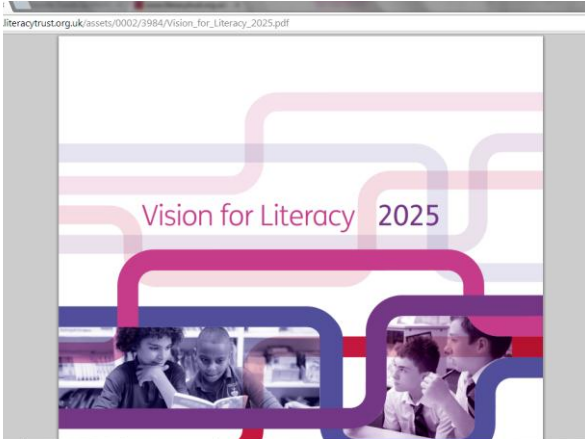 .literacytrust.org.uk/assets/0002/3984/Vision_for_Literacy_2025.pdf
Vision for Literacy 2025